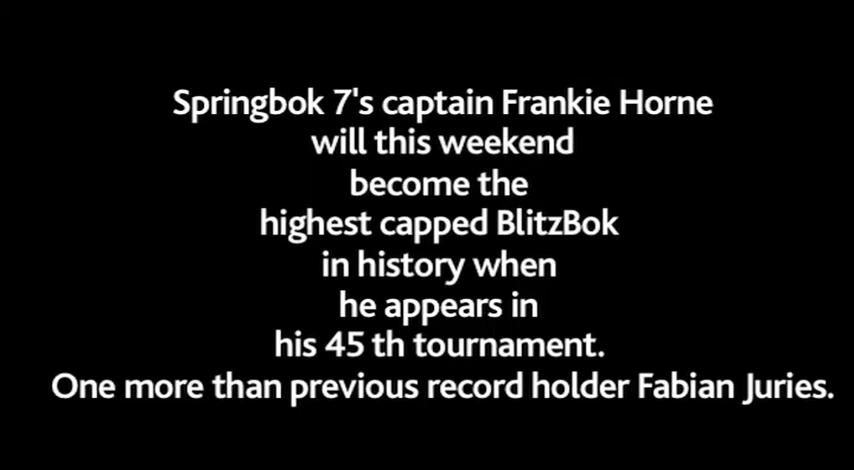 Springbok 7's captain Frankie Horne
will this weekend
become the
highest capped BlitzBok
in history when
he appears in
his 45 th tournament.
One more than previous record holder Fabian Juries.